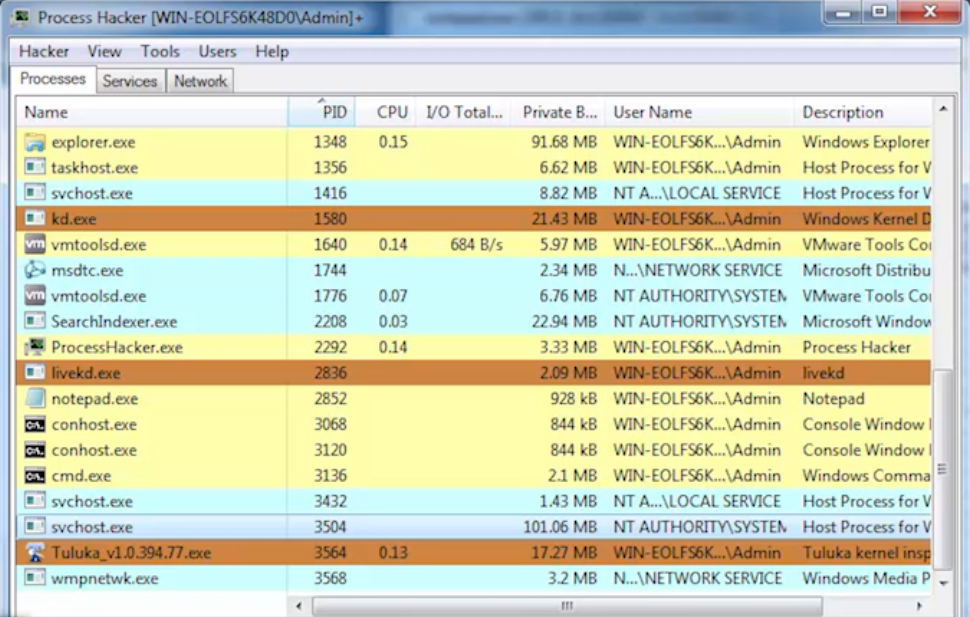 Process Hacker [WIN-EOLFS6K48D0\Admin]+
Hacker View Tools Users Help
Processes Services Network
Name PID CPU I/O Total... Private B... User Name Description
explorer.exe 1348 0.15 91.68 MB WIN-EOLFS6K...\Admin Windows Explorer
taskhost.exe 1356 6.62 MB WIN-EOLFS6K...\Admin Host Process for W
svchost.exe 1416 8.82 MB NT A...\LOCAL SERVICE Host Process for W
kd.exe 1580 21.43 MB WIN-EOLFS6K...\Admin Windows Kernel D
vmtoolsd.exe 1640 0.14 684 B/s 5.97 MB WIN-EOLFS6K...\Admin VMware Tools Co
msdtc.exe 1744 2.34 MB N...\NETWORK SERVICE Microsoft Distribu
vmtoolsd.exe 1776 0.07 6.76 MB NT AUTHORITY\SYSTEM VMware Tools Co
SearchIndexer.exe 2208 0.03 22.94 MB NT AUTHORITY\SYSTEM Microsoft Window
ProcessHacker.exe 2292 0.14 3.33 MB WIN-EOLFS6K...\Admin Process Hacker
livekd.exe 2836 2.09 MB WIN-EOLFS6K...\Admin livekd
notepad.exe 2852 928 kB WIN-EOLFS6K...\Admin Notepad
conhost.exe 3068 844 kB WIN-EOLFS6K...\Admin Console Window
conhost.exe 3120 844 kB WIN-EOLFS6K...\Admin Console Window
cmd.exe 3136 2.1 MB WIN-EOLFS6K...\Admin Windows Comma
svchost.exe 3432 1.43 MB NT A...\LOCAL SERVICE Host Process for W
svchost.exe 3504 101.06 MB NT AUTHORITY\SYSTEM Host Process for W
Tuluka_v1.0.394.77.exe 3564 0.13 17.27 MB WIN-EOLFS6K...\Admin Tuluka kernel insp
wmpnetwk.exe 3568 3.2 MB N...\NETWORK SERVICE Windows Media P